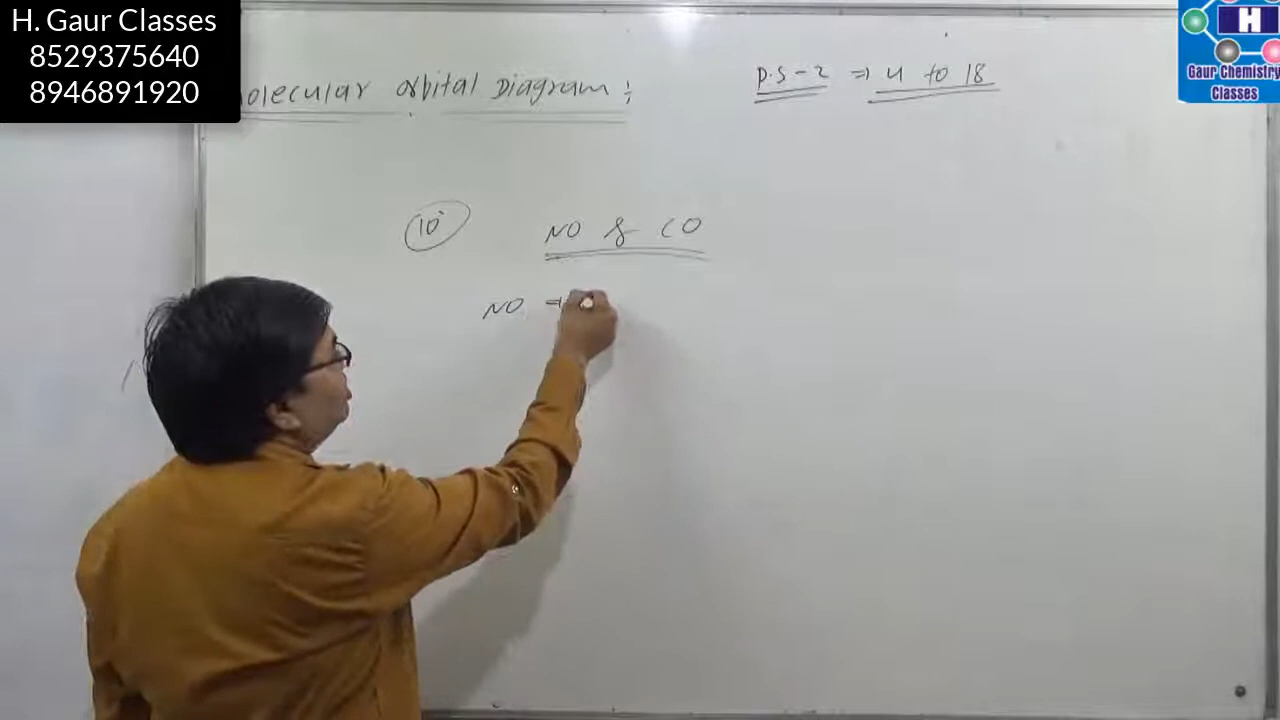 H. Gaur Classes
8529375640
8946891920
H
Gaur Chemistry
Classes
olecular orbital Diagram :
P.S-2 ⇒ 4 to 18
10
NO & CO
NO ⇒